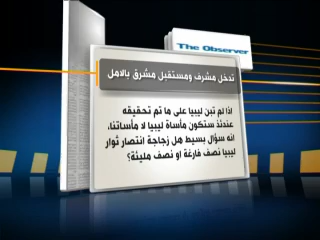 The Observer
تدخل مشرف ومستقبل مشرق بالامل
اذا لم تبن ليبيا على ما تم تحقيقه
عندئذ ستكون مأساة ليبيا لا مأساتنا،
انه سؤال بسيط هل زجاجة انتصار ثوار
ليبيا نصف فارغة او نصف مليئة؟